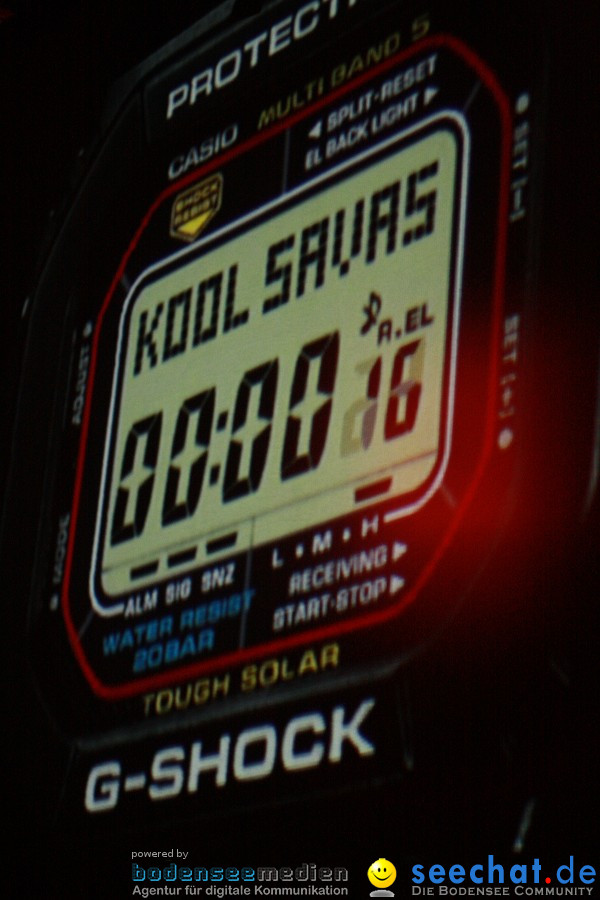 PROTECTI
MULTI BAND 5
CASIO
◀ SPLIT-RESET
EL BACK LIGHT ▶
SHOCK
RESIST
KOOL SAVAS
A.EL
00:00 16
L • M • H
ALM SIG SNZ
RECEIVING ▶
START-STOP ▶
WATER RESIST
20BAR
TOUGH SOLAR
G-SHOCK
ADJUST
MODE
SET [–]
SET [+]
powered by
bodenseemedien
Agentur für digitale Kommunikation
seechat.de
Die Bodensee Community